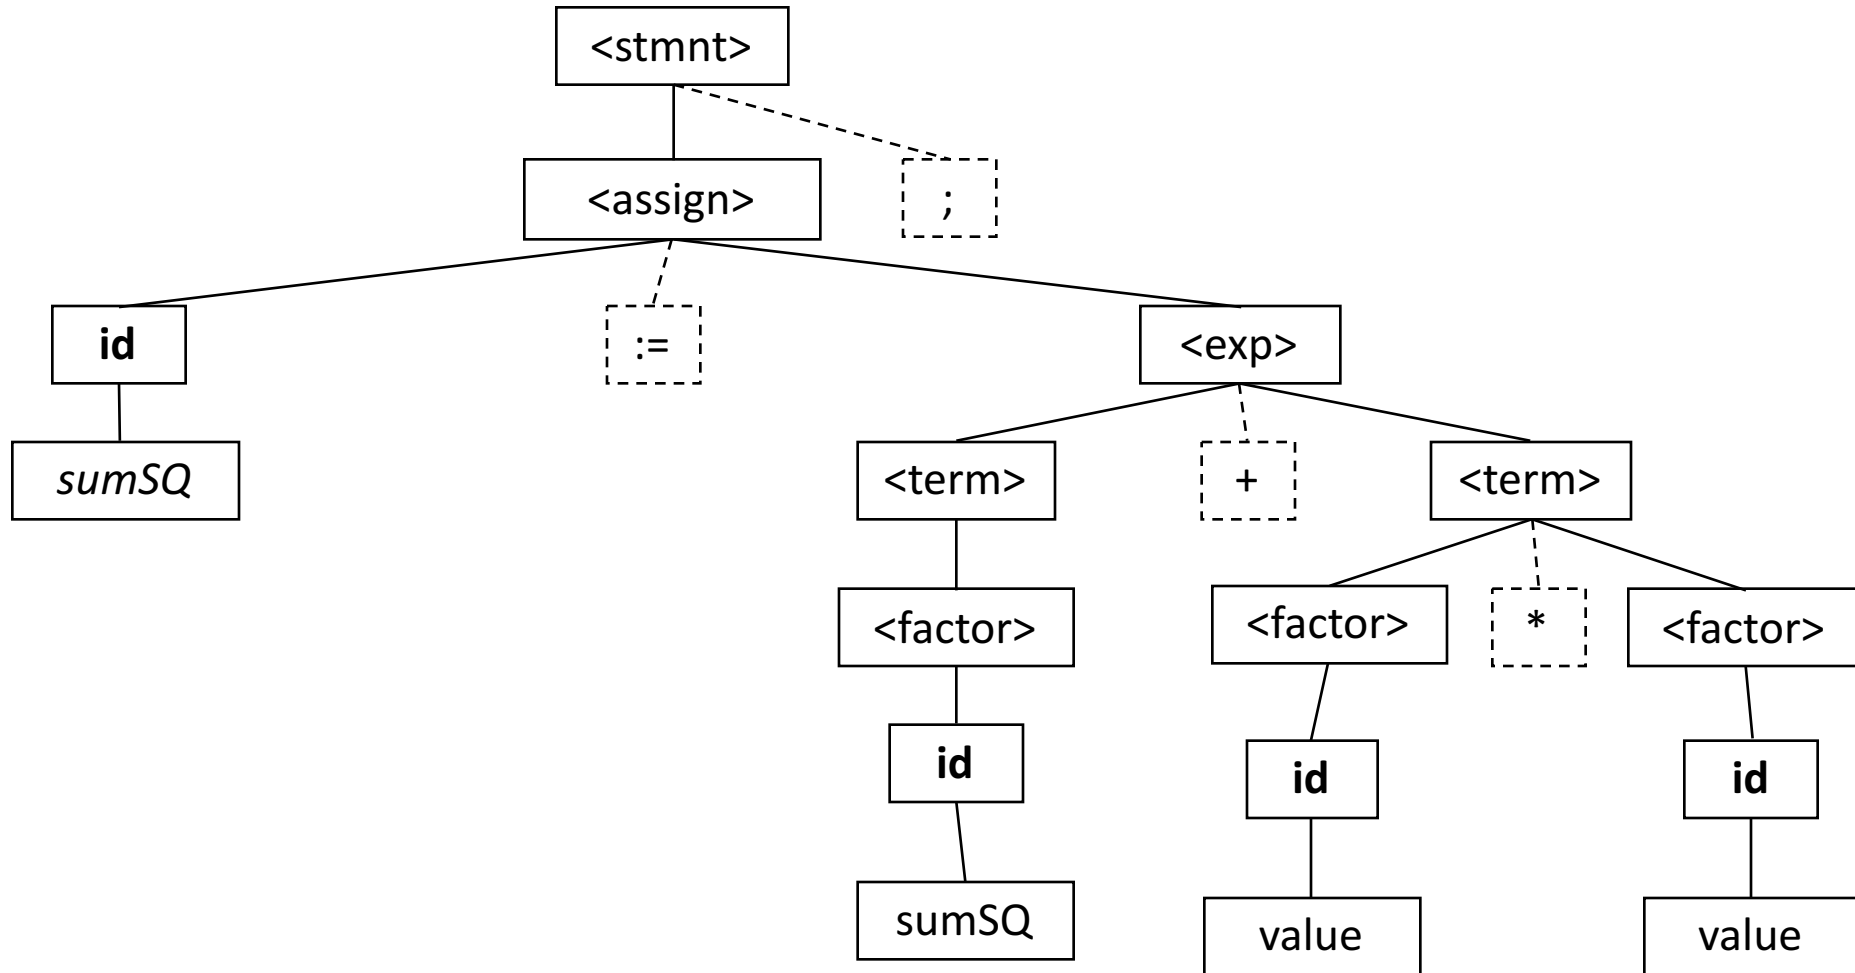 <stmnt>
<assign>
;
id
:=
<exp>
sumSQ
<term>
+
<term>
<factor>
<factor>
*
<factor>
id
id
id
sumSQ
value
value